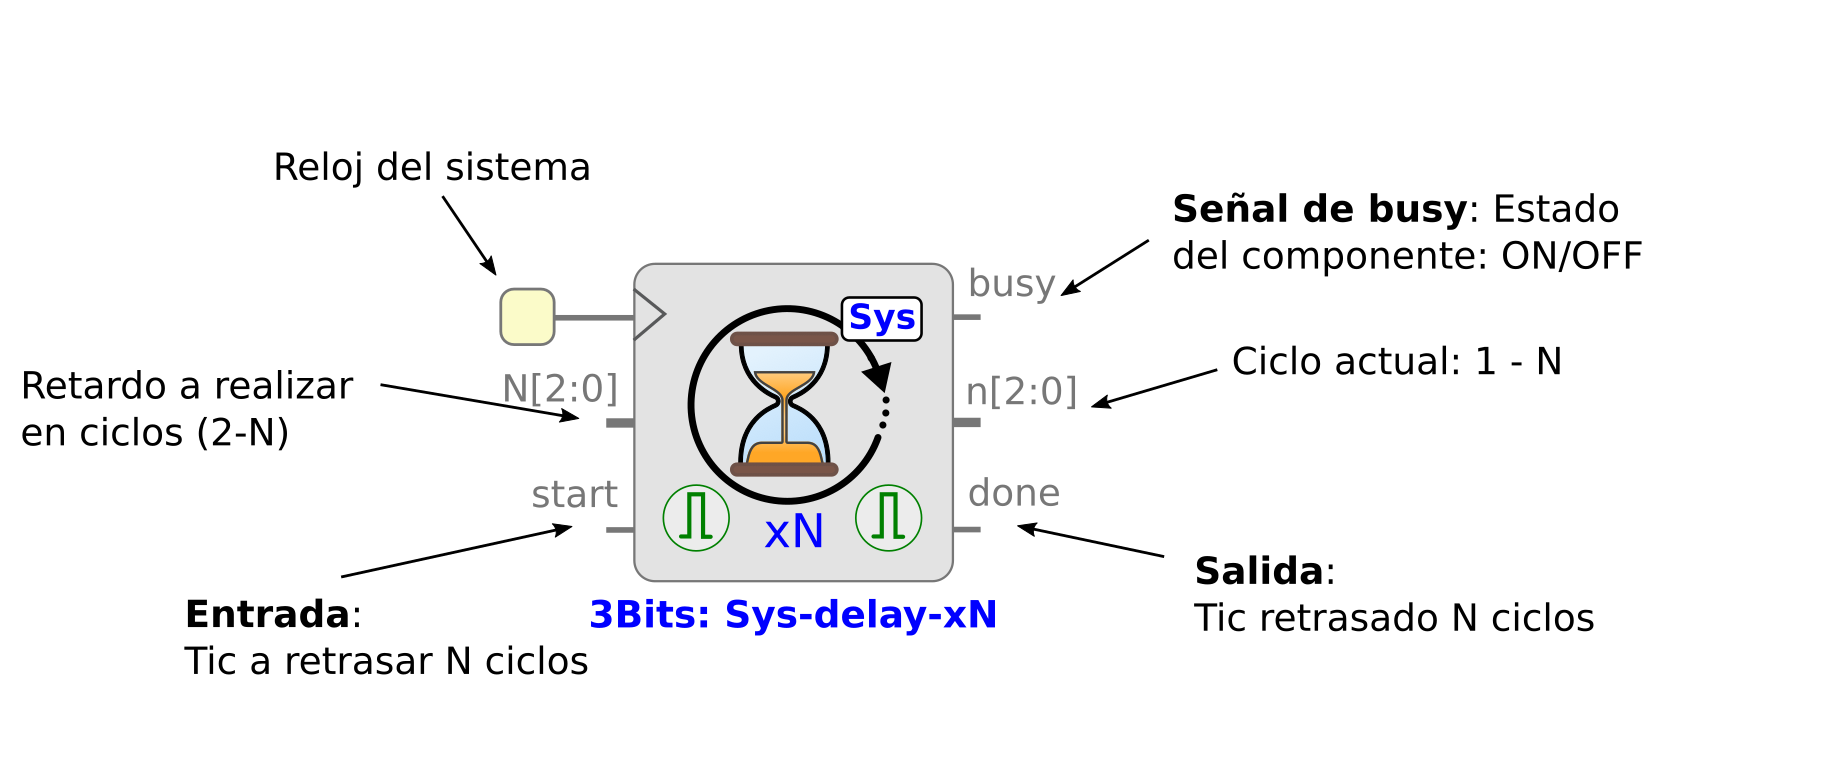 Reloj del sistema
Señal de busy: Estado
del componente: ON/OFF
busy
Sys
Ciclo actual: 1 - N
Retardo a realizar
en ciclos (2-N)
N[2:0]
n[2:0]
start
done
xN
Entrada:
Tic a retrasar N ciclos
3Bits: Sys-delay-xN
Salida:
Tic retrasado N ciclos